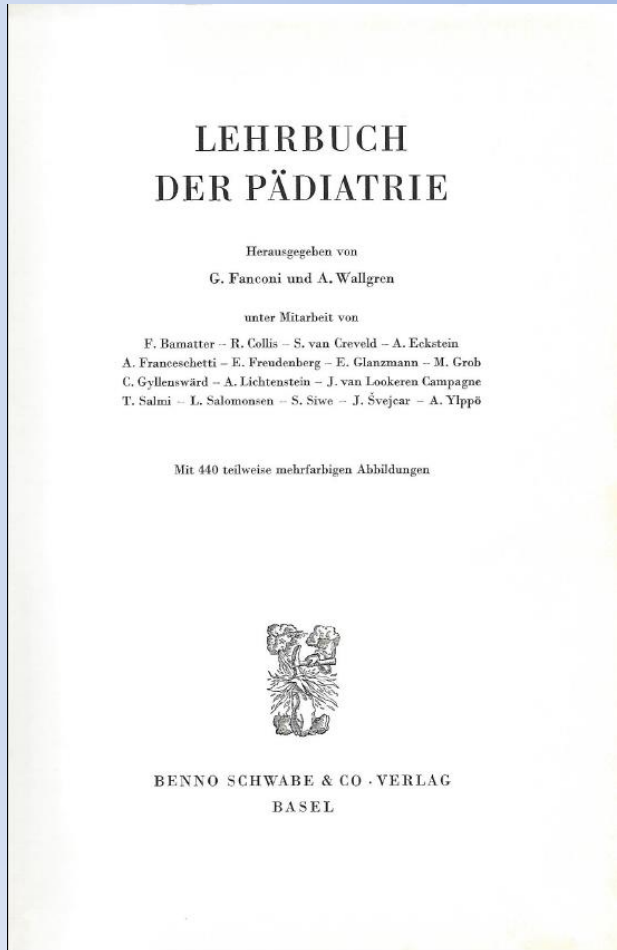 LEHRBUCH
DER PÄDIATRIE
Herausgegeben von
G. Fanconi und A. Wallgren
unter Mitarbeit von
F. Bamatter – R. Collis – S. van Creveld – A. Eckstein
A. Franceschetti – E. Freudenberg – E. Glanzmann – M. Grob
C. Gyllenswärd – A. Lichtenstein – J. van Lookeren Campagne
T. Salmi – L. Salomonsen – S. Siwe – J. Švejcar – A. Ylppö
Mit 440 teilweise mehrfarbigen Abbildungen
BENNO SCHWABE & CO · VERLAG
BASEL